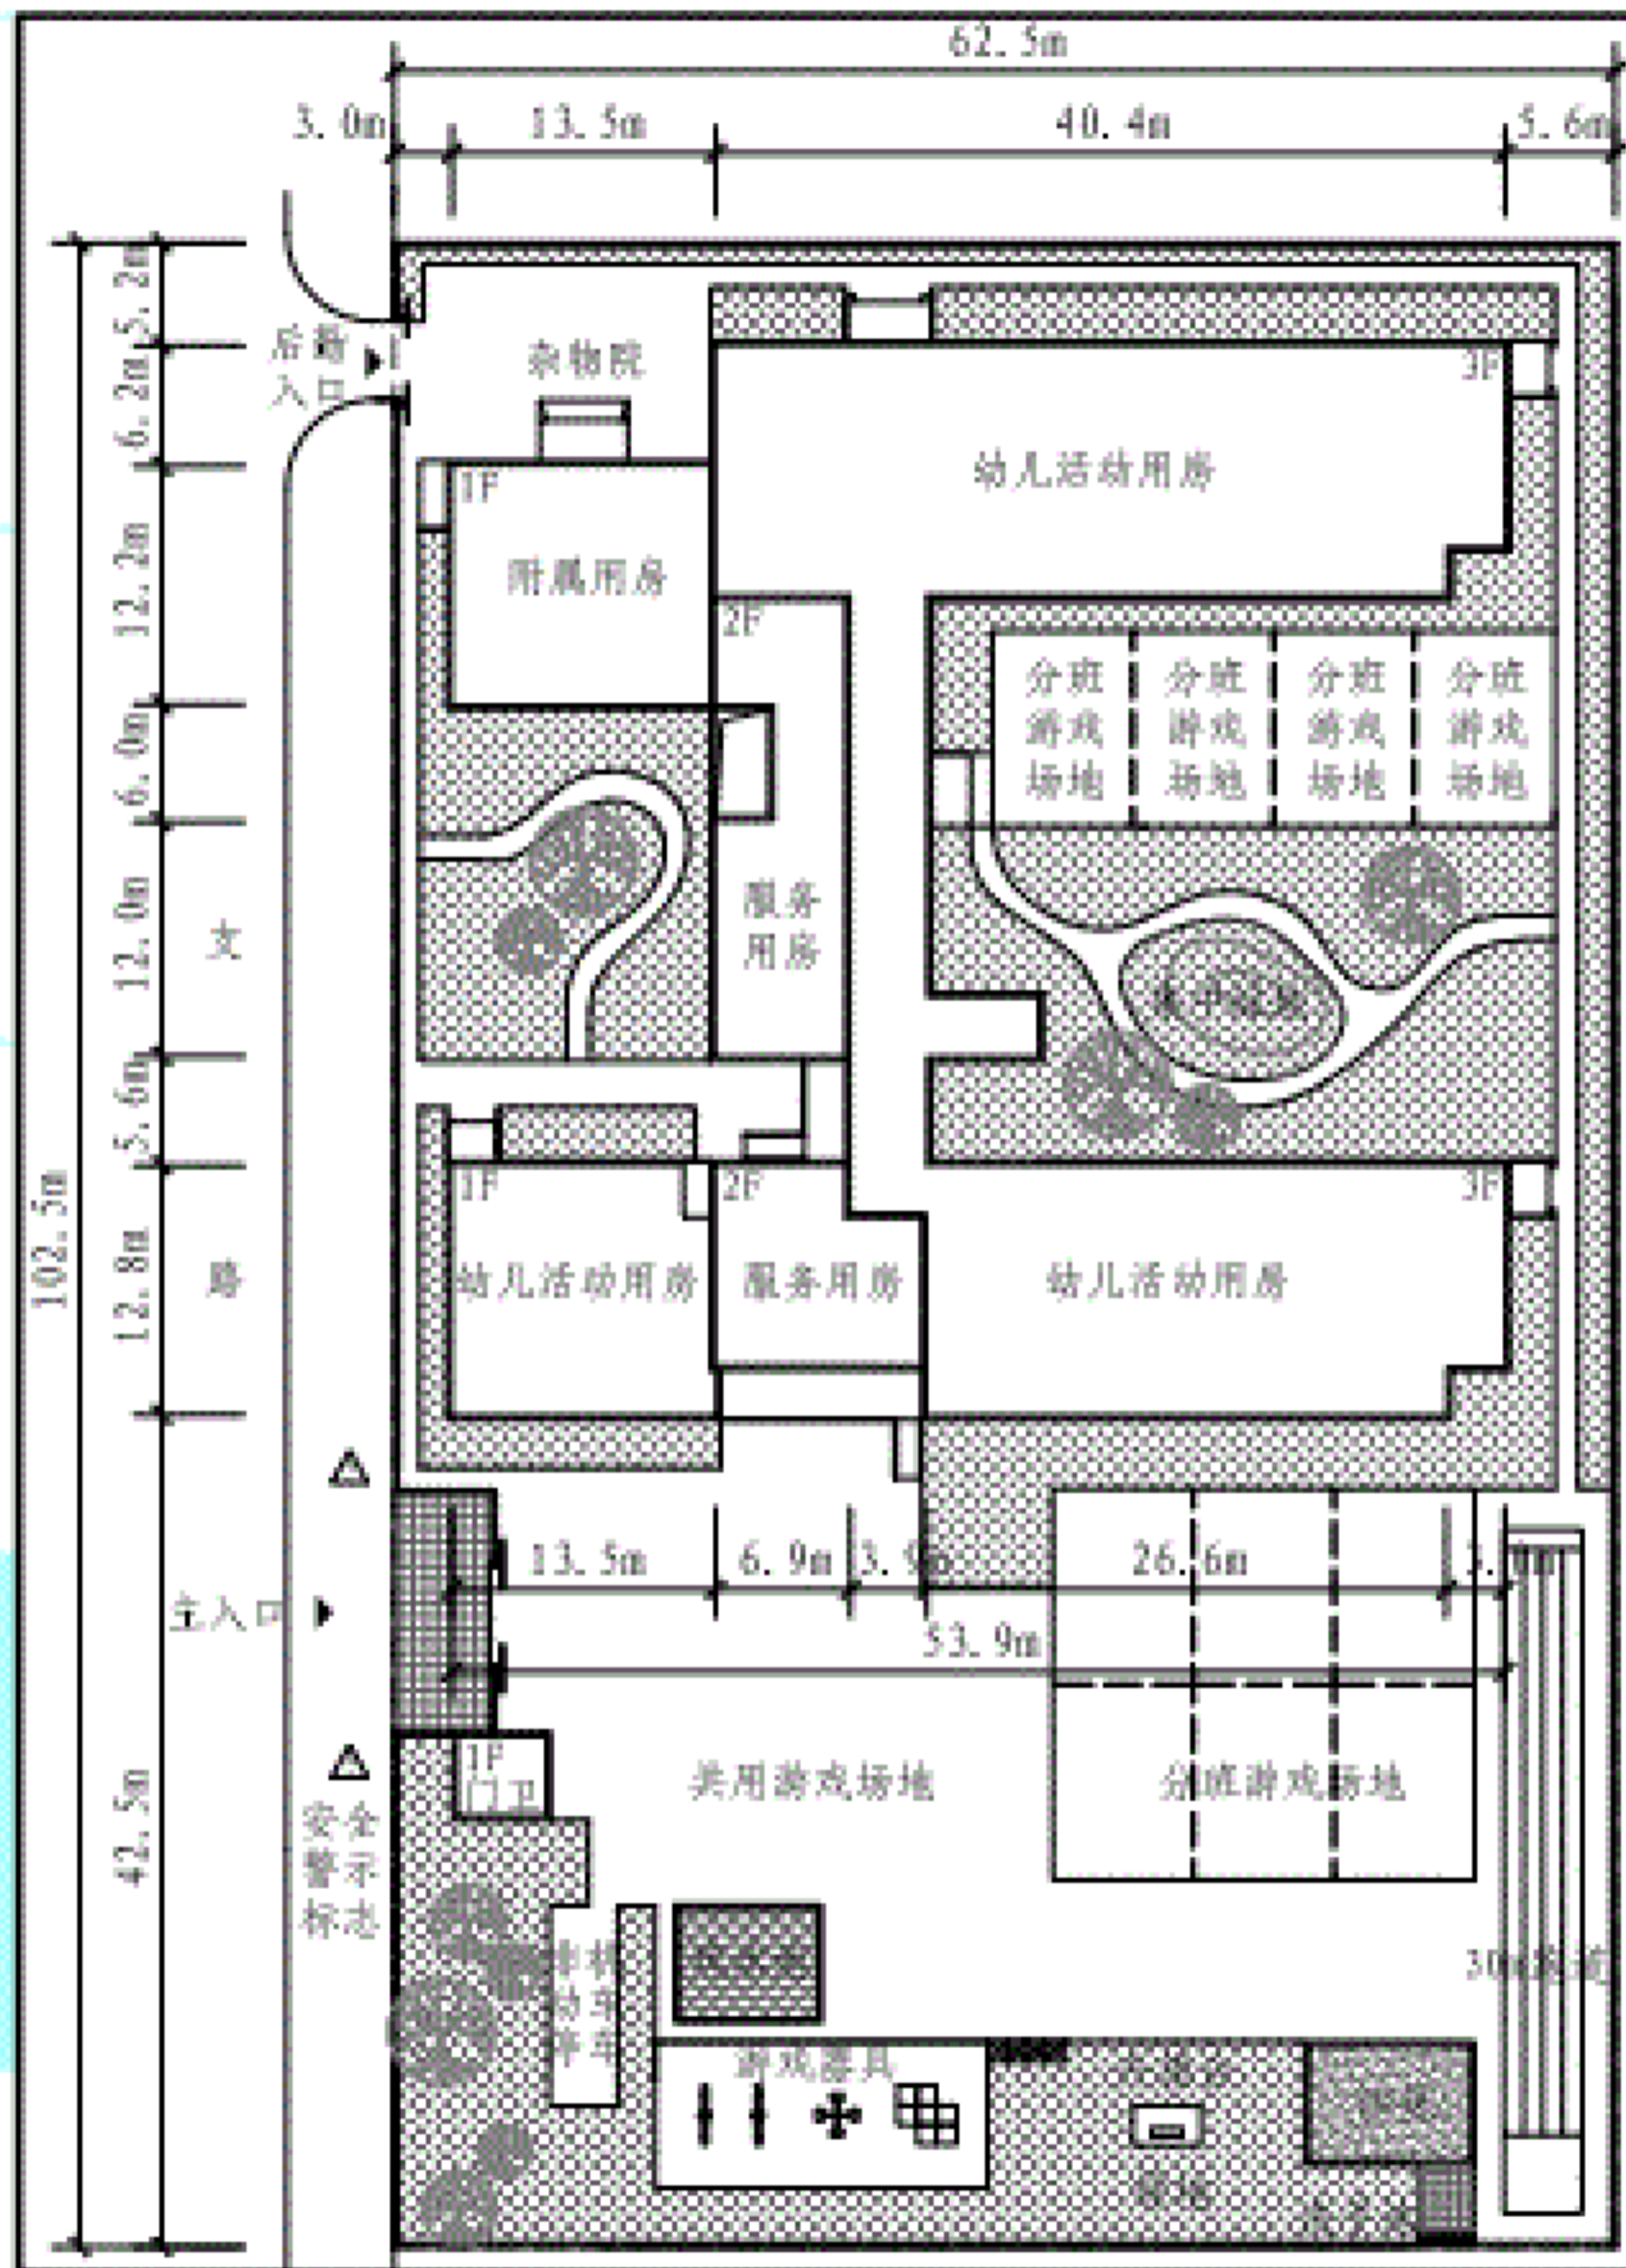 62.5m
3.0m
13.5m
40.4m
5.6m
5.2m
6.2m
12.2m
6.0m
12.0m
5.6m
12.8m
42.5m
102.5m
后勤
入口
杂物院
3F
幼儿活动用房
1F
附属用房
2F
分班
游戏
场地
分班
游戏
场地
分班
游戏
场地
分班
游戏
场地
服务
用房
支
路
1F
2F
3F
幼儿活动用房
服务用房
幼儿活动用房
13.5m
6.9m
26.6m
53.9m
主入口
1F
门卫
共用游戏场地
分班游戏场地
安全
警示
标志
游戏器具